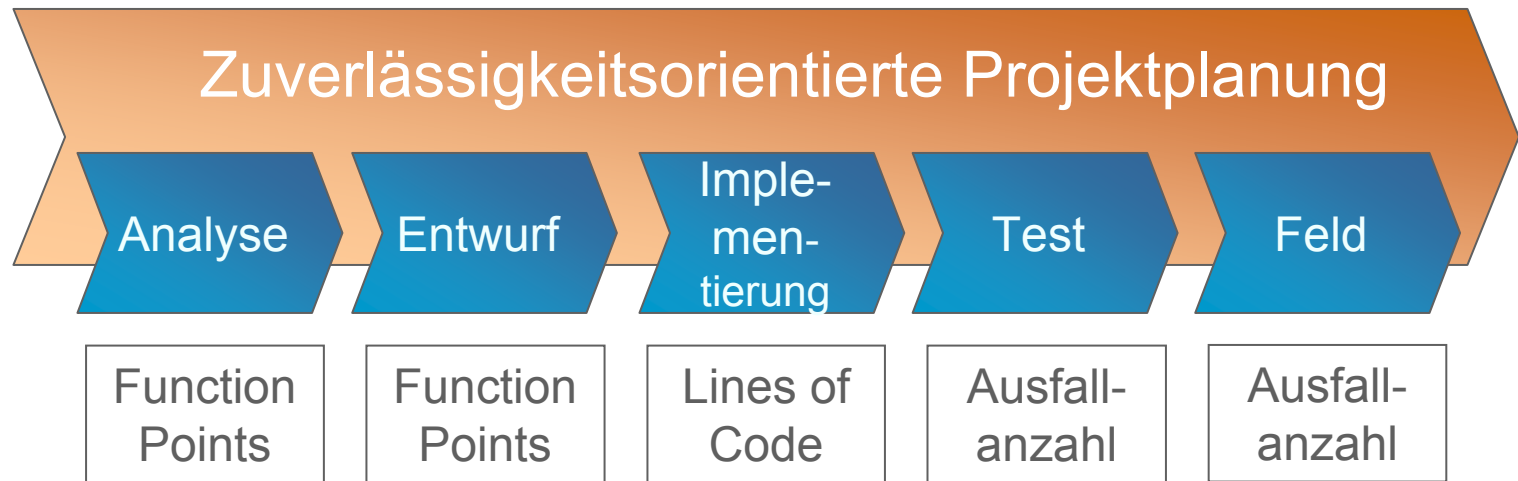 Zuverlässigkeitsorientierte Projektplanung
Analyse
Entwurf
Imple-
men-
tierung
Test
Feld
Function
Points
Function
Points
Lines of
Code
Ausfall-
anzahl
Ausfall-
anzahl